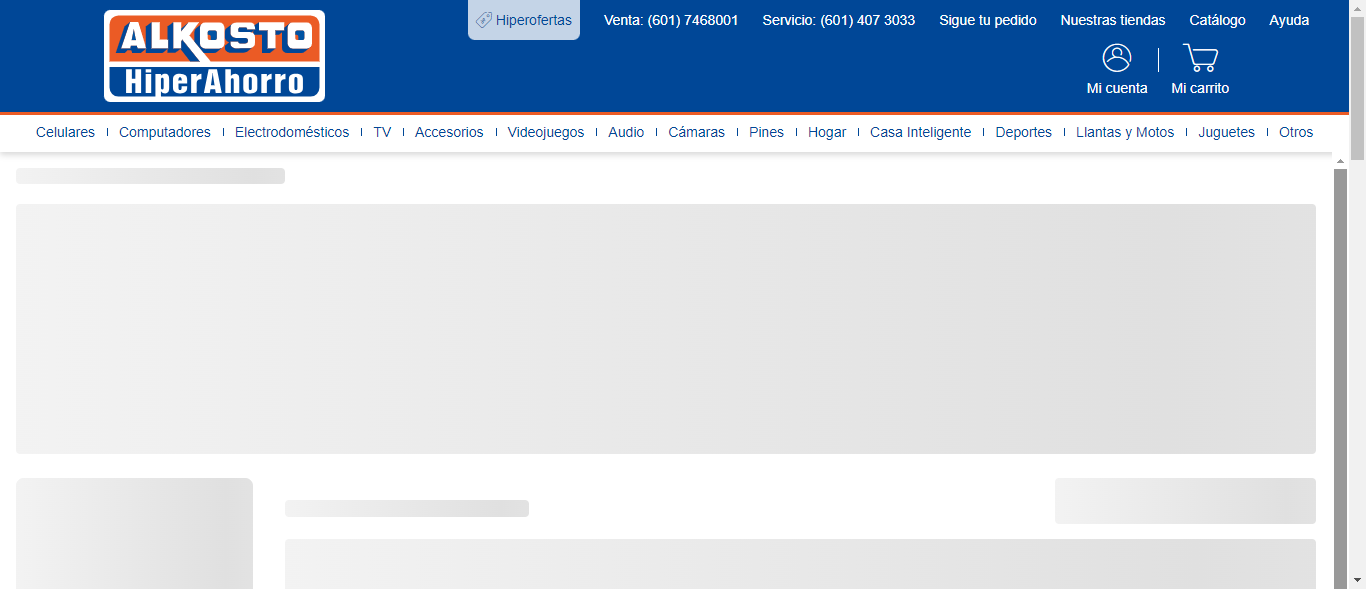 ALKOSTO
HiperAhorro
Hiperofertas Venta: (601) 7468001 Servicio: (601) 407 3033 Sigue tu pedido Nuestras tiendas Catálogo Ayuda
Mi cuenta Mi carrito
Celulares Computadores Electrodomésticos TV Accesorios Videojuegos Audio Cámaras Pines Hogar Casa Inteligente Deportes Llantas y Motos Juguetes Otros